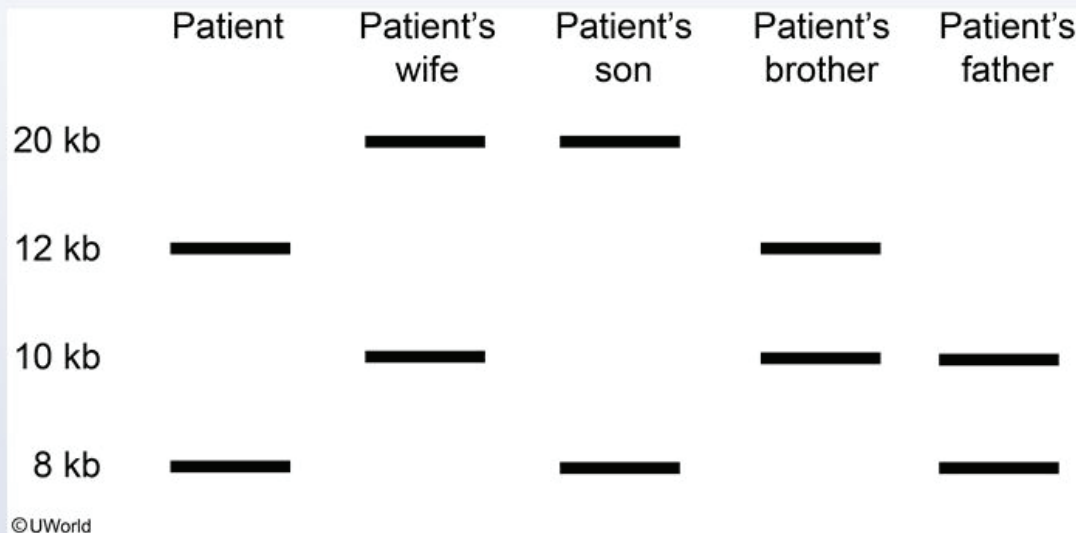 Patient Patient's Patient's Patient's Patient's
wife son brother father
20 kb
12 kb
10 kb
8 kb
©UWorld